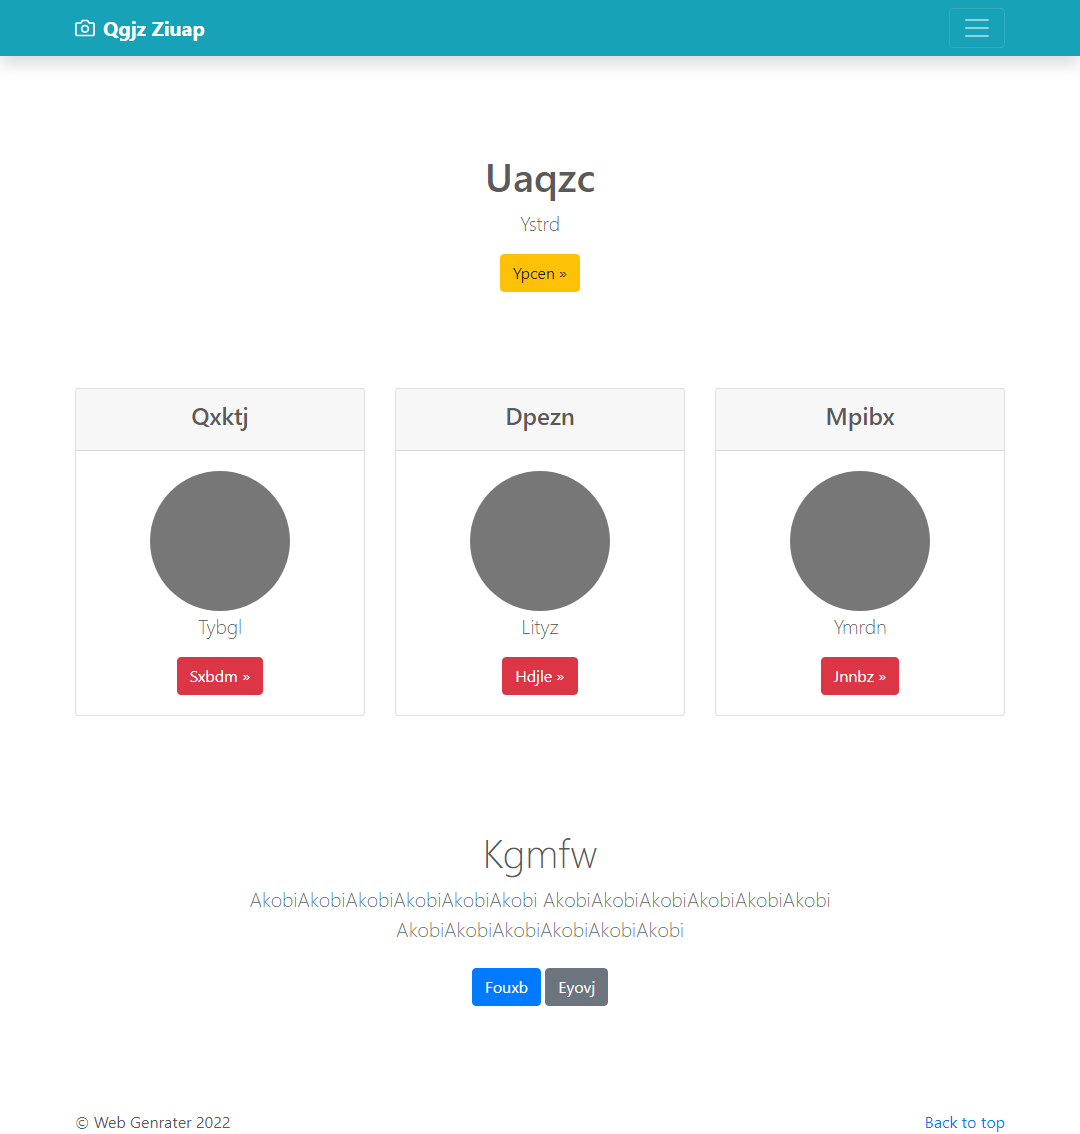 Qgjz Ziuap
Uaqzc
Ystrd
Ypcen »
Qxktj
Tybgl
Sxbdm »
Dpezn
Lityz
Hdjle »
Mpibx
Ymrdn
Jnnbz »
Kgmfw
AkobiAkobiAkobiAkobiAkobiAkobi AkobiAkobiAkobiAkobiAkobiAkobi
AkobiAkobiAkobiAkobiAkobiAkobi
Fouxb Eyovj
© Web Genrater 2022
Back to top